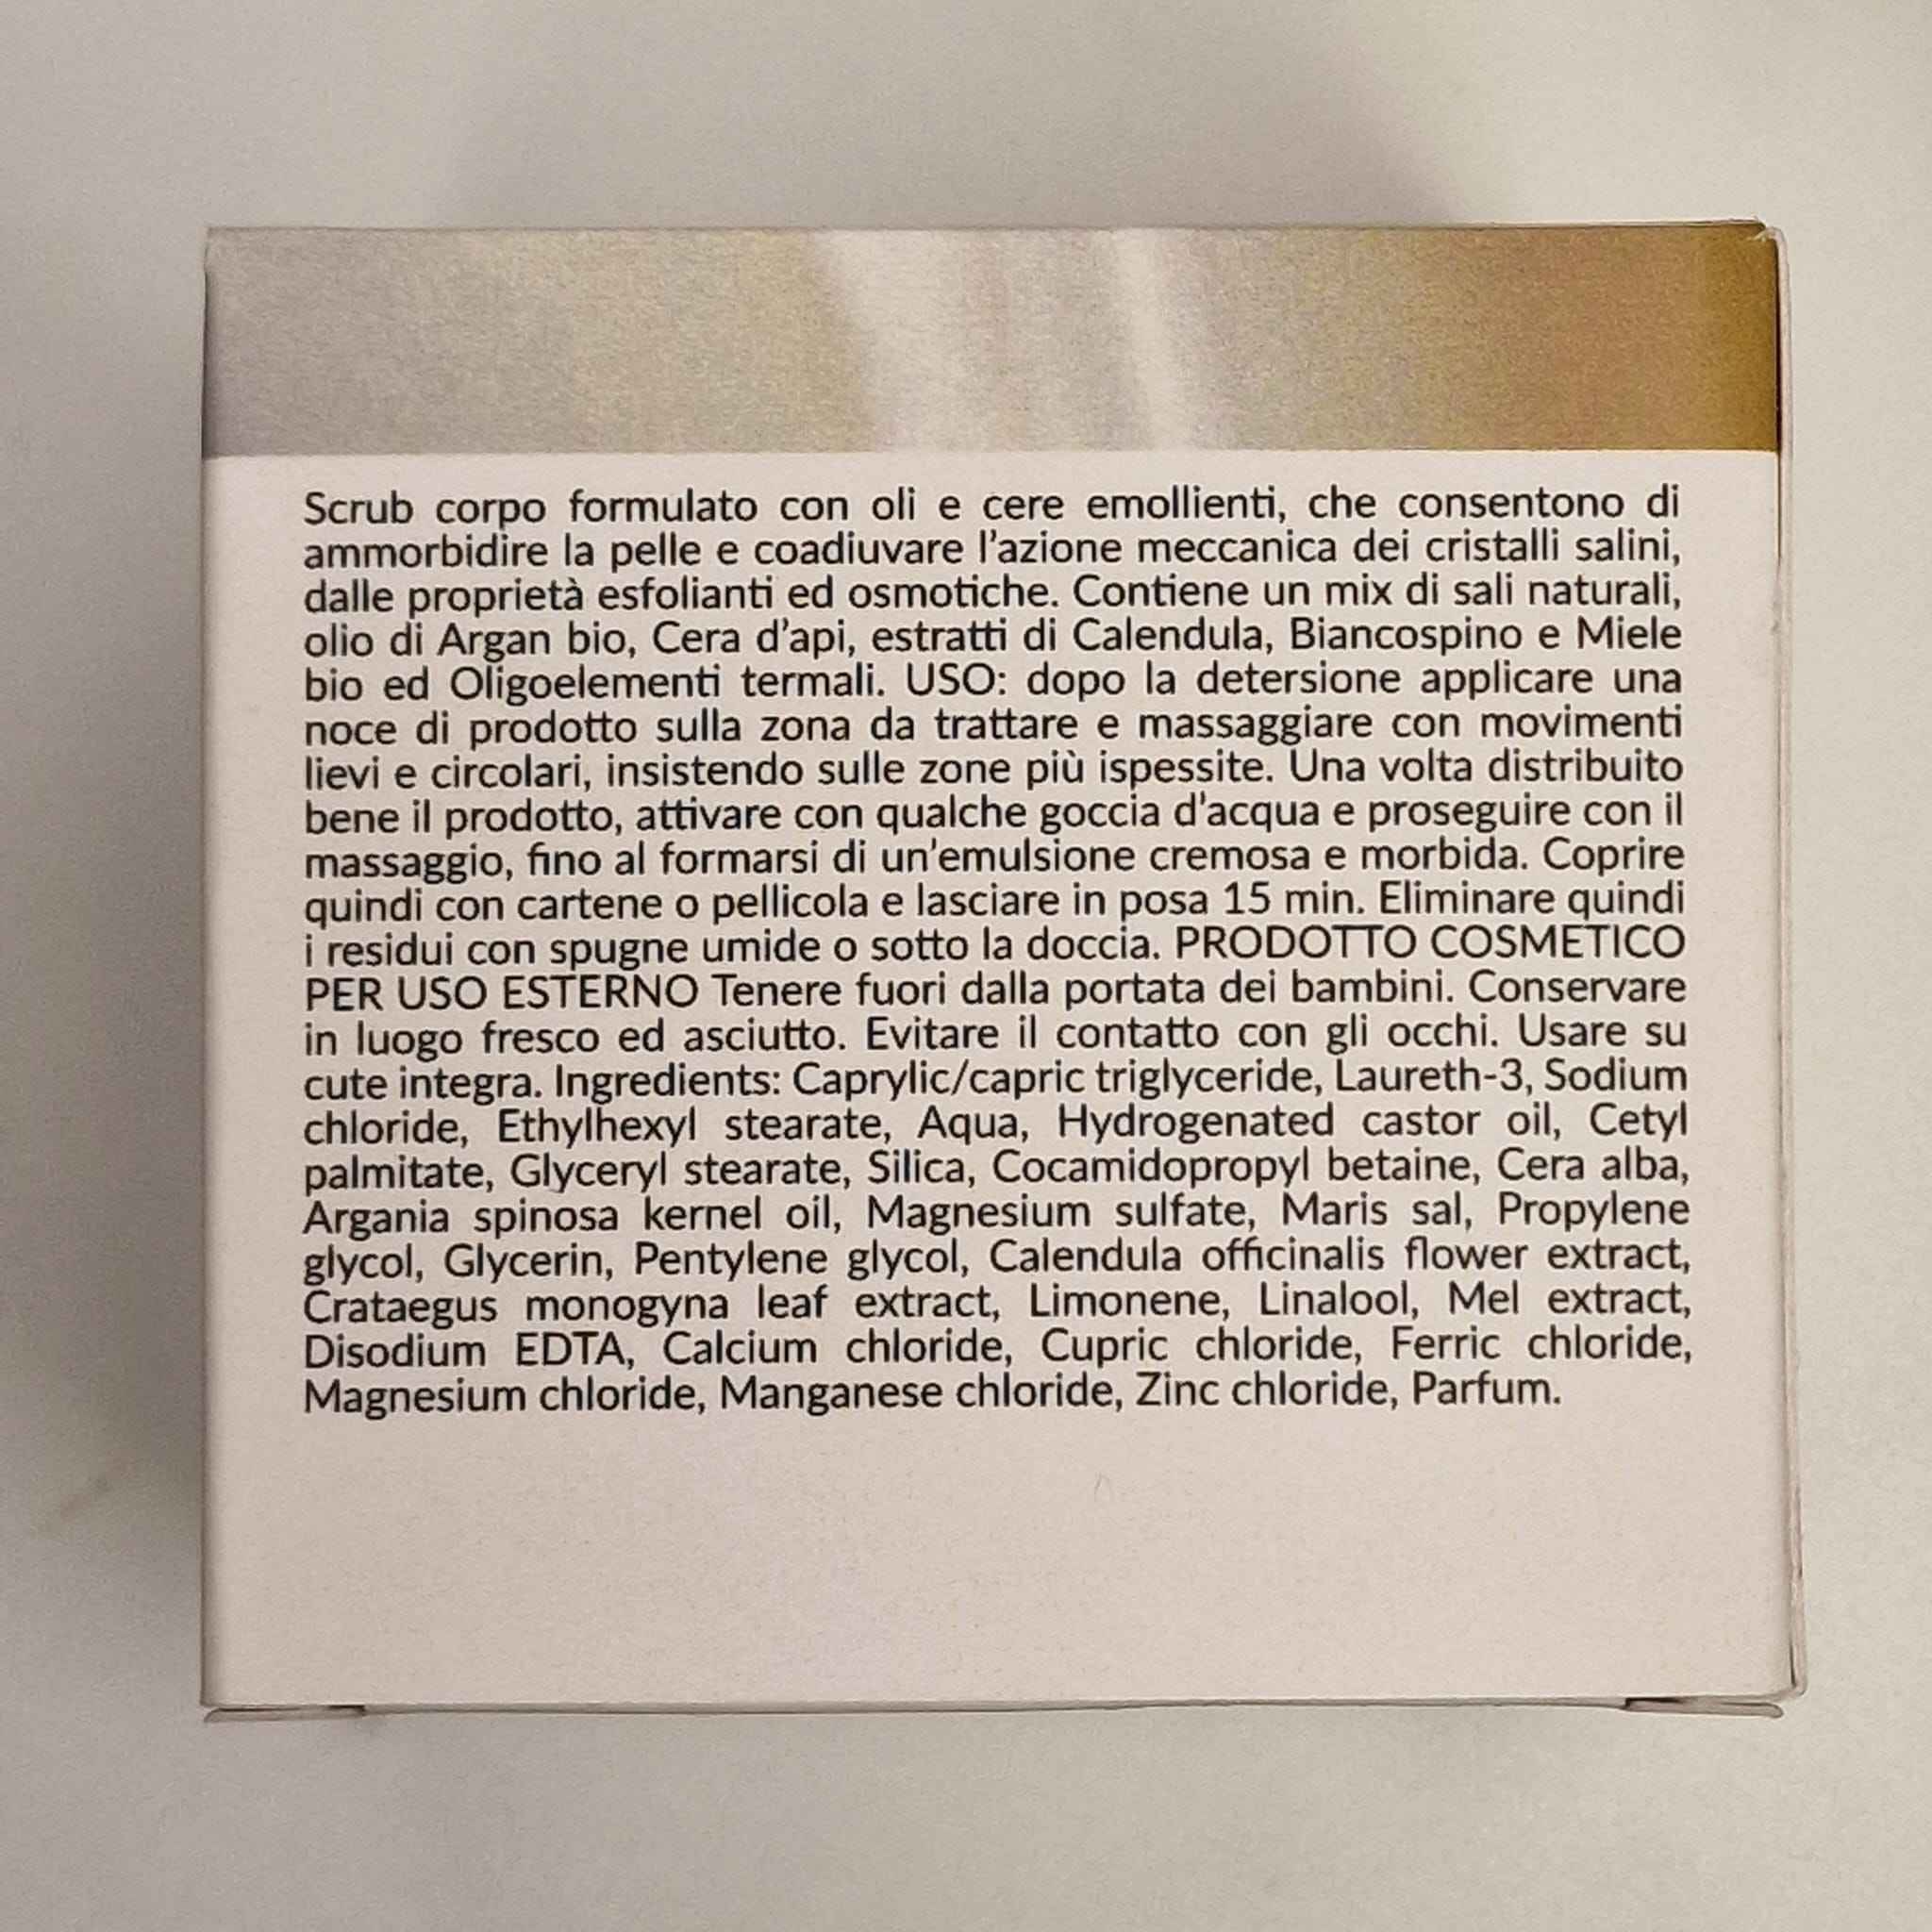 Scrub corpo formulato con oli e cere emollienti, che consentono di
ammorbidire la pelle e coadiuvare l'azione meccanica dei cristalli salini,
dalle proprietà esfolianti ed osmotiche. Contiene un mix di sali naturali,
olio di Argan bio, Cera d'api, estratti di Calendula, Biancospino e Miele
bio ed Oligoelementi termali. USO: dopo la detersione applicare una
noce di prodotto sulla zona da trattare e massaggiare con movimenti
lievi e circolari, insistendo sulle zone più ispessite. Una volta distribuito
bene il prodotto, attivare con qualche goccia d'acqua e proseguire con il
massaggio, fino al formarsi di un'emulsione cremosa e morbida. Coprire
quindi con cartene o pellicola e lasciare in posa 15 min. Eliminare quindi
i residui con spugne umide o sotto la doccia. PRODOTTO COSMETICO
PER USO ESTERNO Tenere fuori dalla portata dei bambini. Conservare
in luogo fresco ed asciutto. Evitare il contatto con gli occhi. Usare su
cute integra. Ingredients: Caprylic/capric triglyceride, Laureth-3, Sodium
chloride, Ethylhexyl stearate, Aqua, Hydrogenated castor oil, Cetyl
palmitate, Glyceryl stearate, Silica, Cocamidopropyl betaine, Cera alba,
Argania spinosa kernel oil, Magnesium sulfate, Maris sal, Propylene
glycol, Glycerin, Pentylene glycol, Calendula officinalis flower extract,
Crataegus monogyna leaf extract, Limonene, Linalool, Mel extract,
Disodium EDTA, Calcium chloride, Cupric chloride, Ferric chloride,
Magnesium chloride, Manganese chloride, Zinc chloride, Parfum.